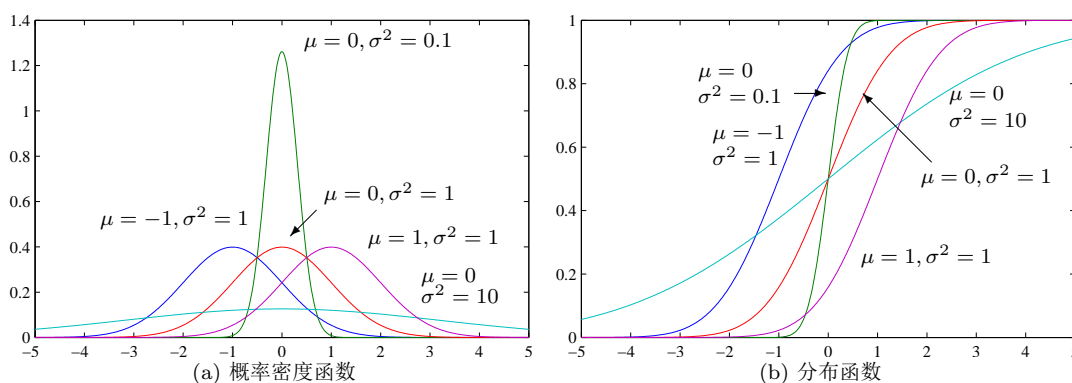 1.4
1.2
1
0.8
0.6
0.4
0.2
0
−5 −4 −3 −2 −1 0 1 2 3 4 5
μ = 0, σ² = 0.1
μ = 0, σ² = 1
μ = −1, σ² = 1
μ = 1, σ² = 1
μ = 0
σ² = 10
(a) 概率密度函数
1
0.8
0.6
0.4
0.2
0
−5 −4 −3 −2 −1 0 1 2 3 4
μ = 0
σ² = 0.1
μ = 0
σ² = 10
μ = −1
σ² = 1
μ = 0, σ² = 1
μ = 1, σ² = 1
(b) 分布函数